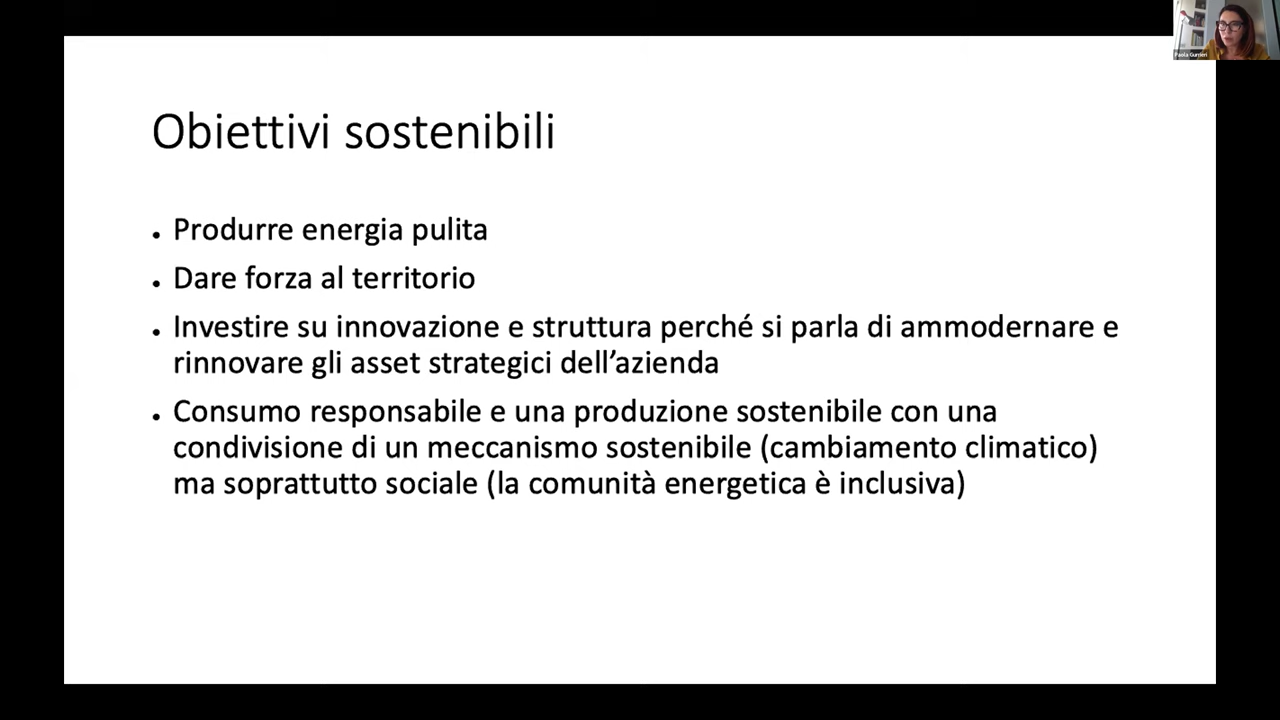 Paola Gurrieri
Obiettivi sostenibili
• Produrre energia pulita
• Dare forza al territorio
• Investire su innovazione e struttura perché si parla di ammodernare e
rinnovare gli asset strategici dell’azienda
• Consumo responsabile e una produzione sostenibile con una
condivisione di un meccanismo sostenibile (cambiamento climatico)
ma soprattutto sociale (la comunità energetica è inclusiva)